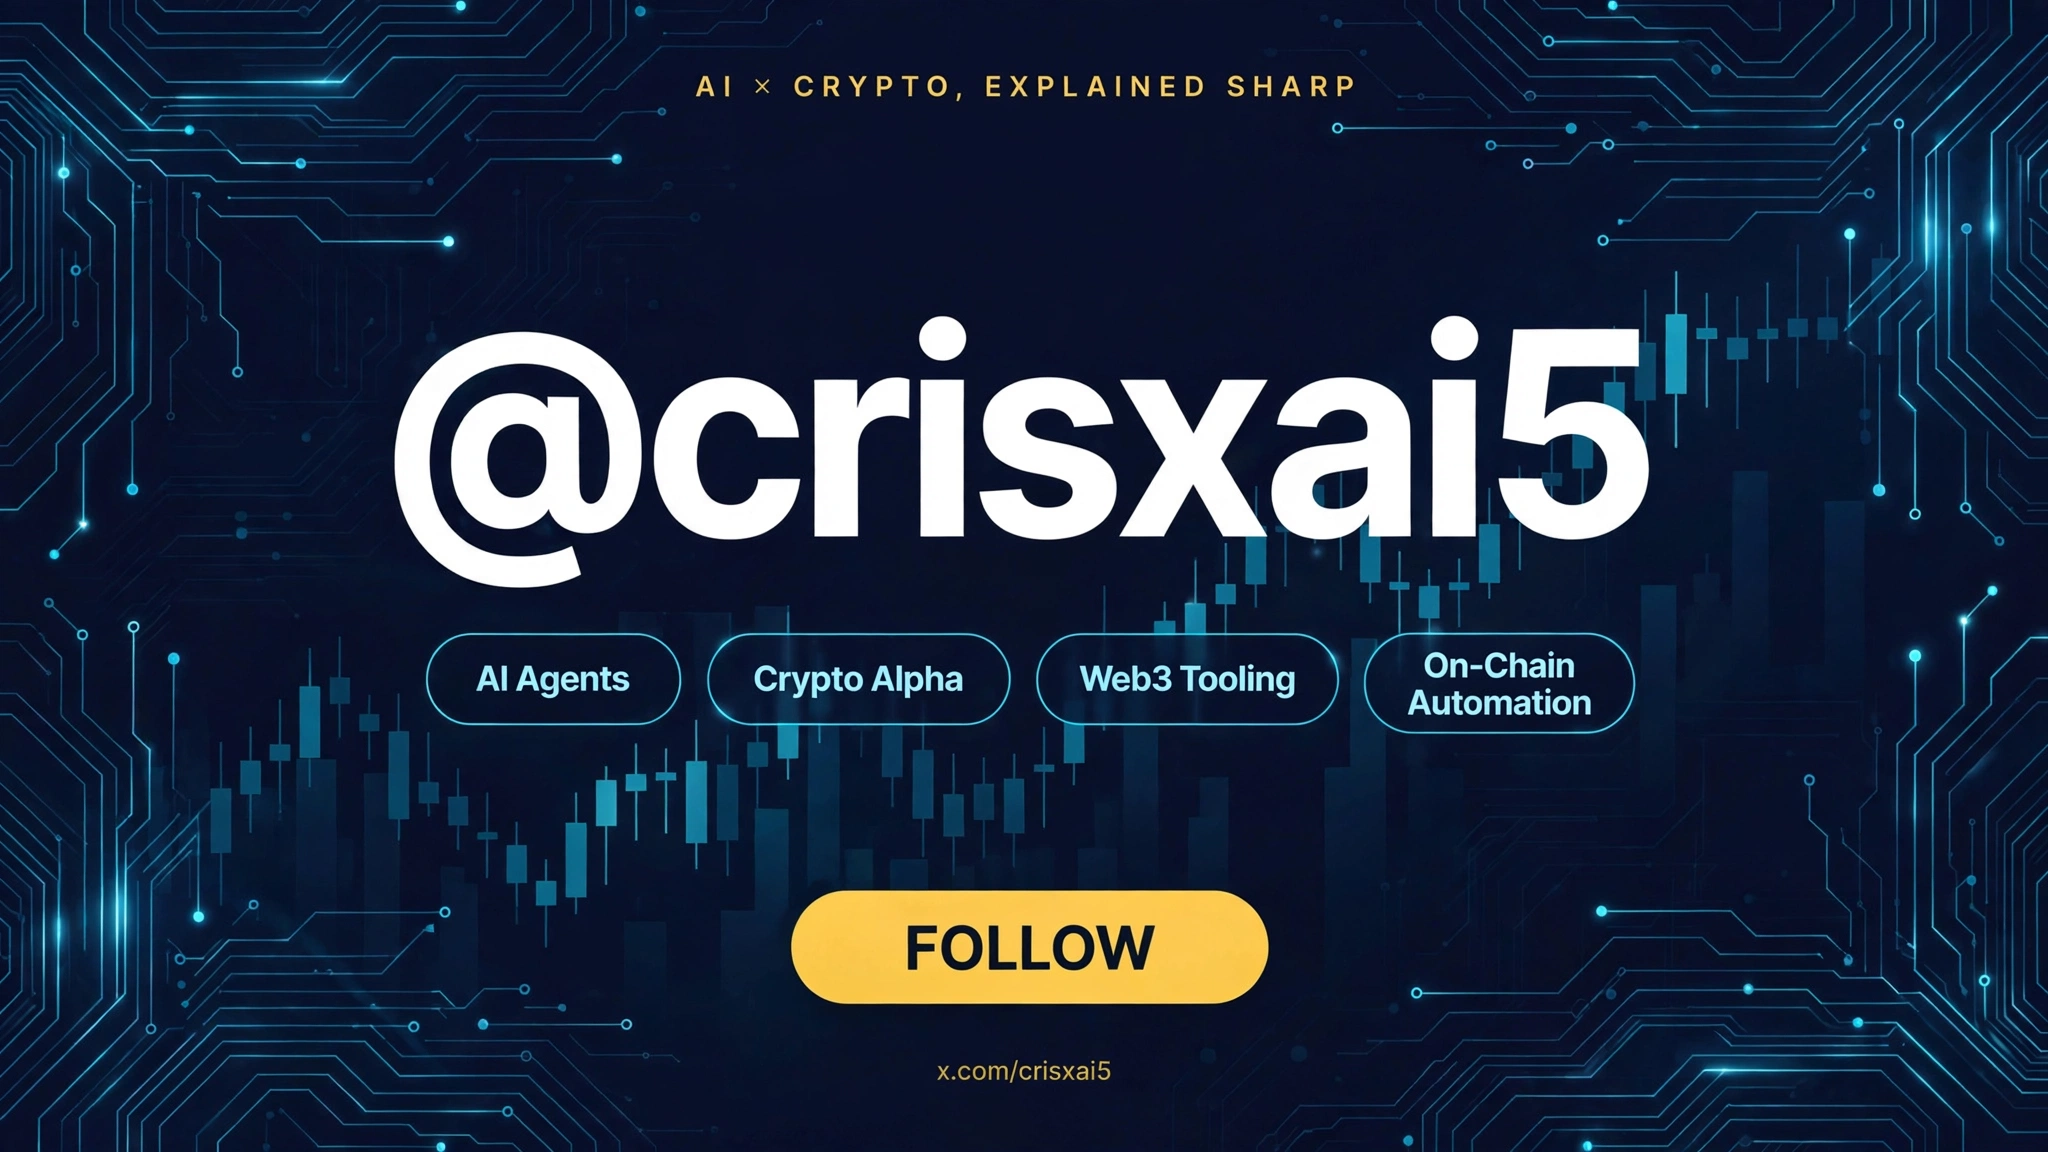 AI × CRYPTO, EXPLAINED SHARP
@crisxai5
AI Agents
Crypto Alpha
Web3 Tooling
On-Chain
Automation
FOLLOW
x.com/crisxai5